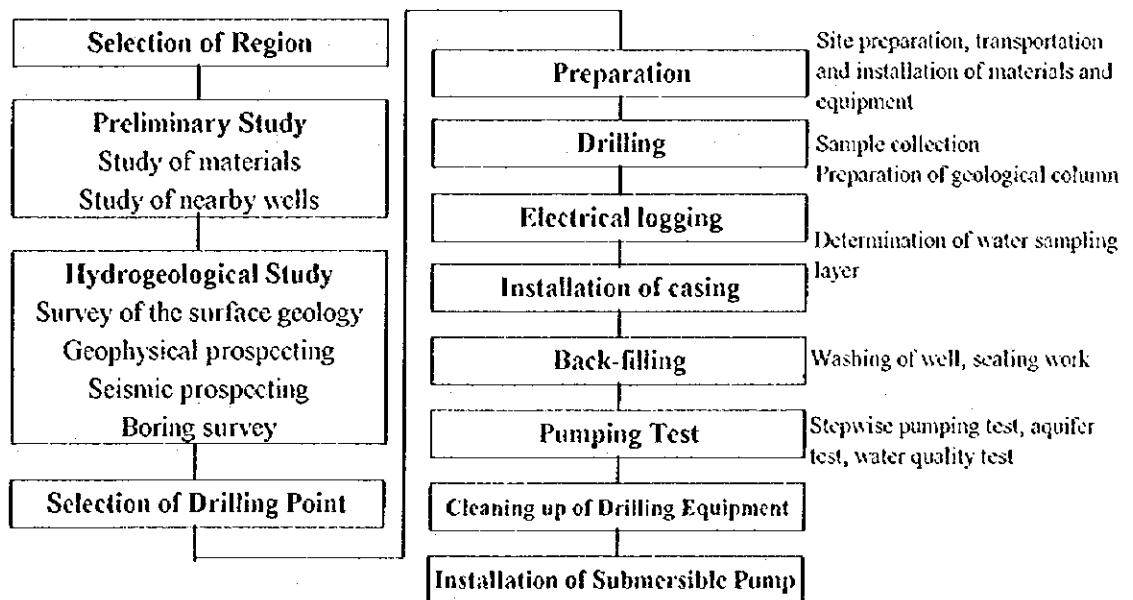 Selection of Region
Preliminary Study
Study of materials
Study of nearby wells
Hydrogeological Study
Survey of the surface geology
Geophysical prospecting
Seismic prospecting
Boring survey
Selection of Drilling Point
Preparation
Site preparation, transportation
and installation of materials and
equipment
Drilling
Sample collection
Preparation of geological column
Electrical logging
Determination of water sampling
layer
Installation of casing
Back-filling
Washing of well, sealing work
Pumping Test
Stepwise pumping test, aquifer
test, water quality test
Cleaning up of Drilling Equipment
Installation of Submersible Pump